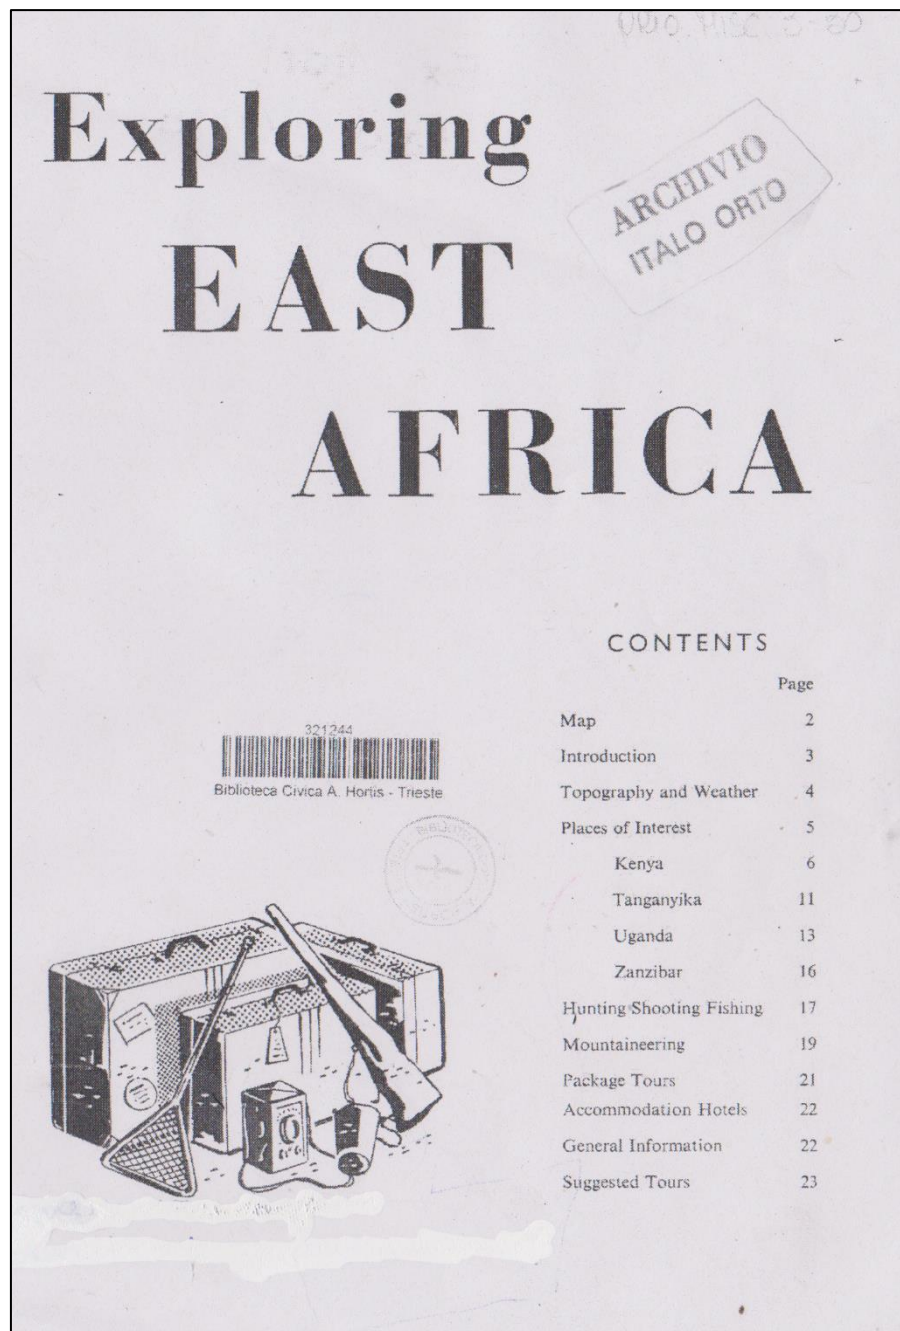 Exploring
EAST
AFRICA
ARCHIVIO
ITALO ORTO
CONTENTS
Page
Map 2
Introduction 3
Topography and Weather 4
Places of Interest 5
Kenya 6
Tanganyika 11
Uganda 13
Zanzibar 16
Hunting Shooting Fishing 17
Mountaineering 19
Package Tours 21
Accommodation Hotels 22
General Information 22
Suggested Tours 23
321244
Biblioteca Civica A. Hortis - Trieste